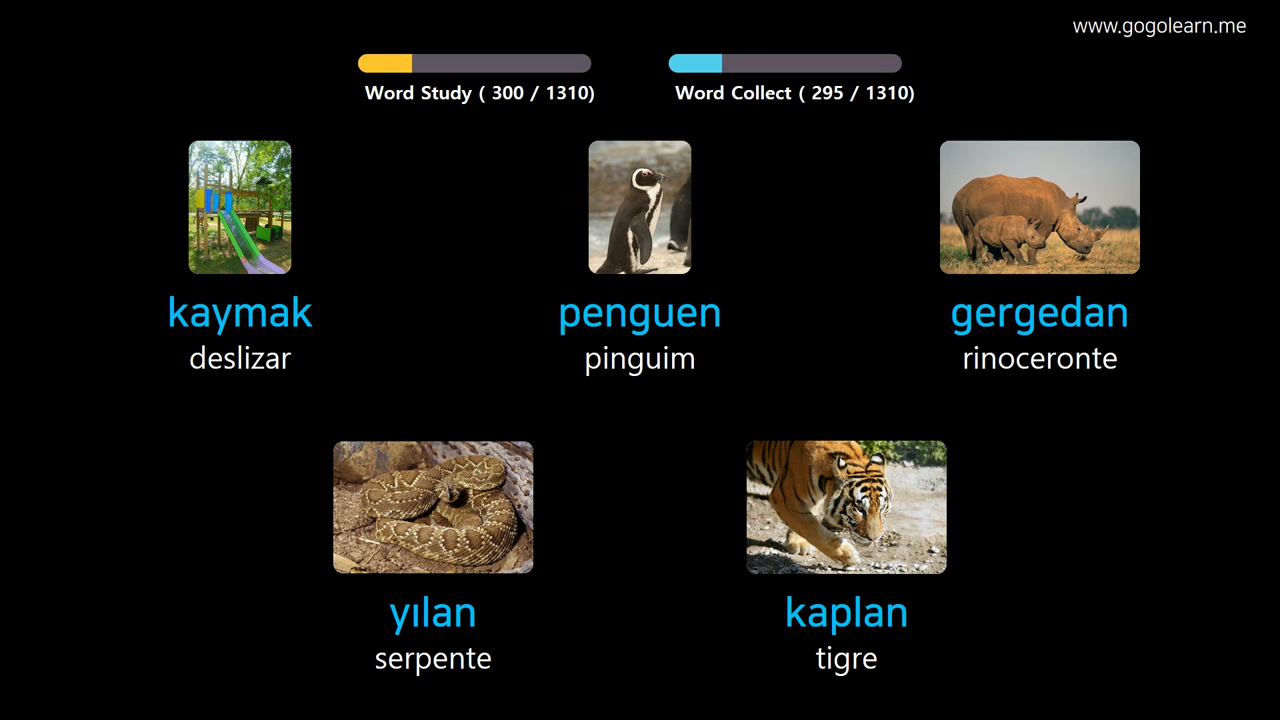 www.gogolearn.me
Word Study ( 300 / 1310)
Word Collect ( 295 / 1310)
kaymak
deslizar
penguen
pinguim
gergedan
rinoceronte
yılan
serpente
kaplan
tigre